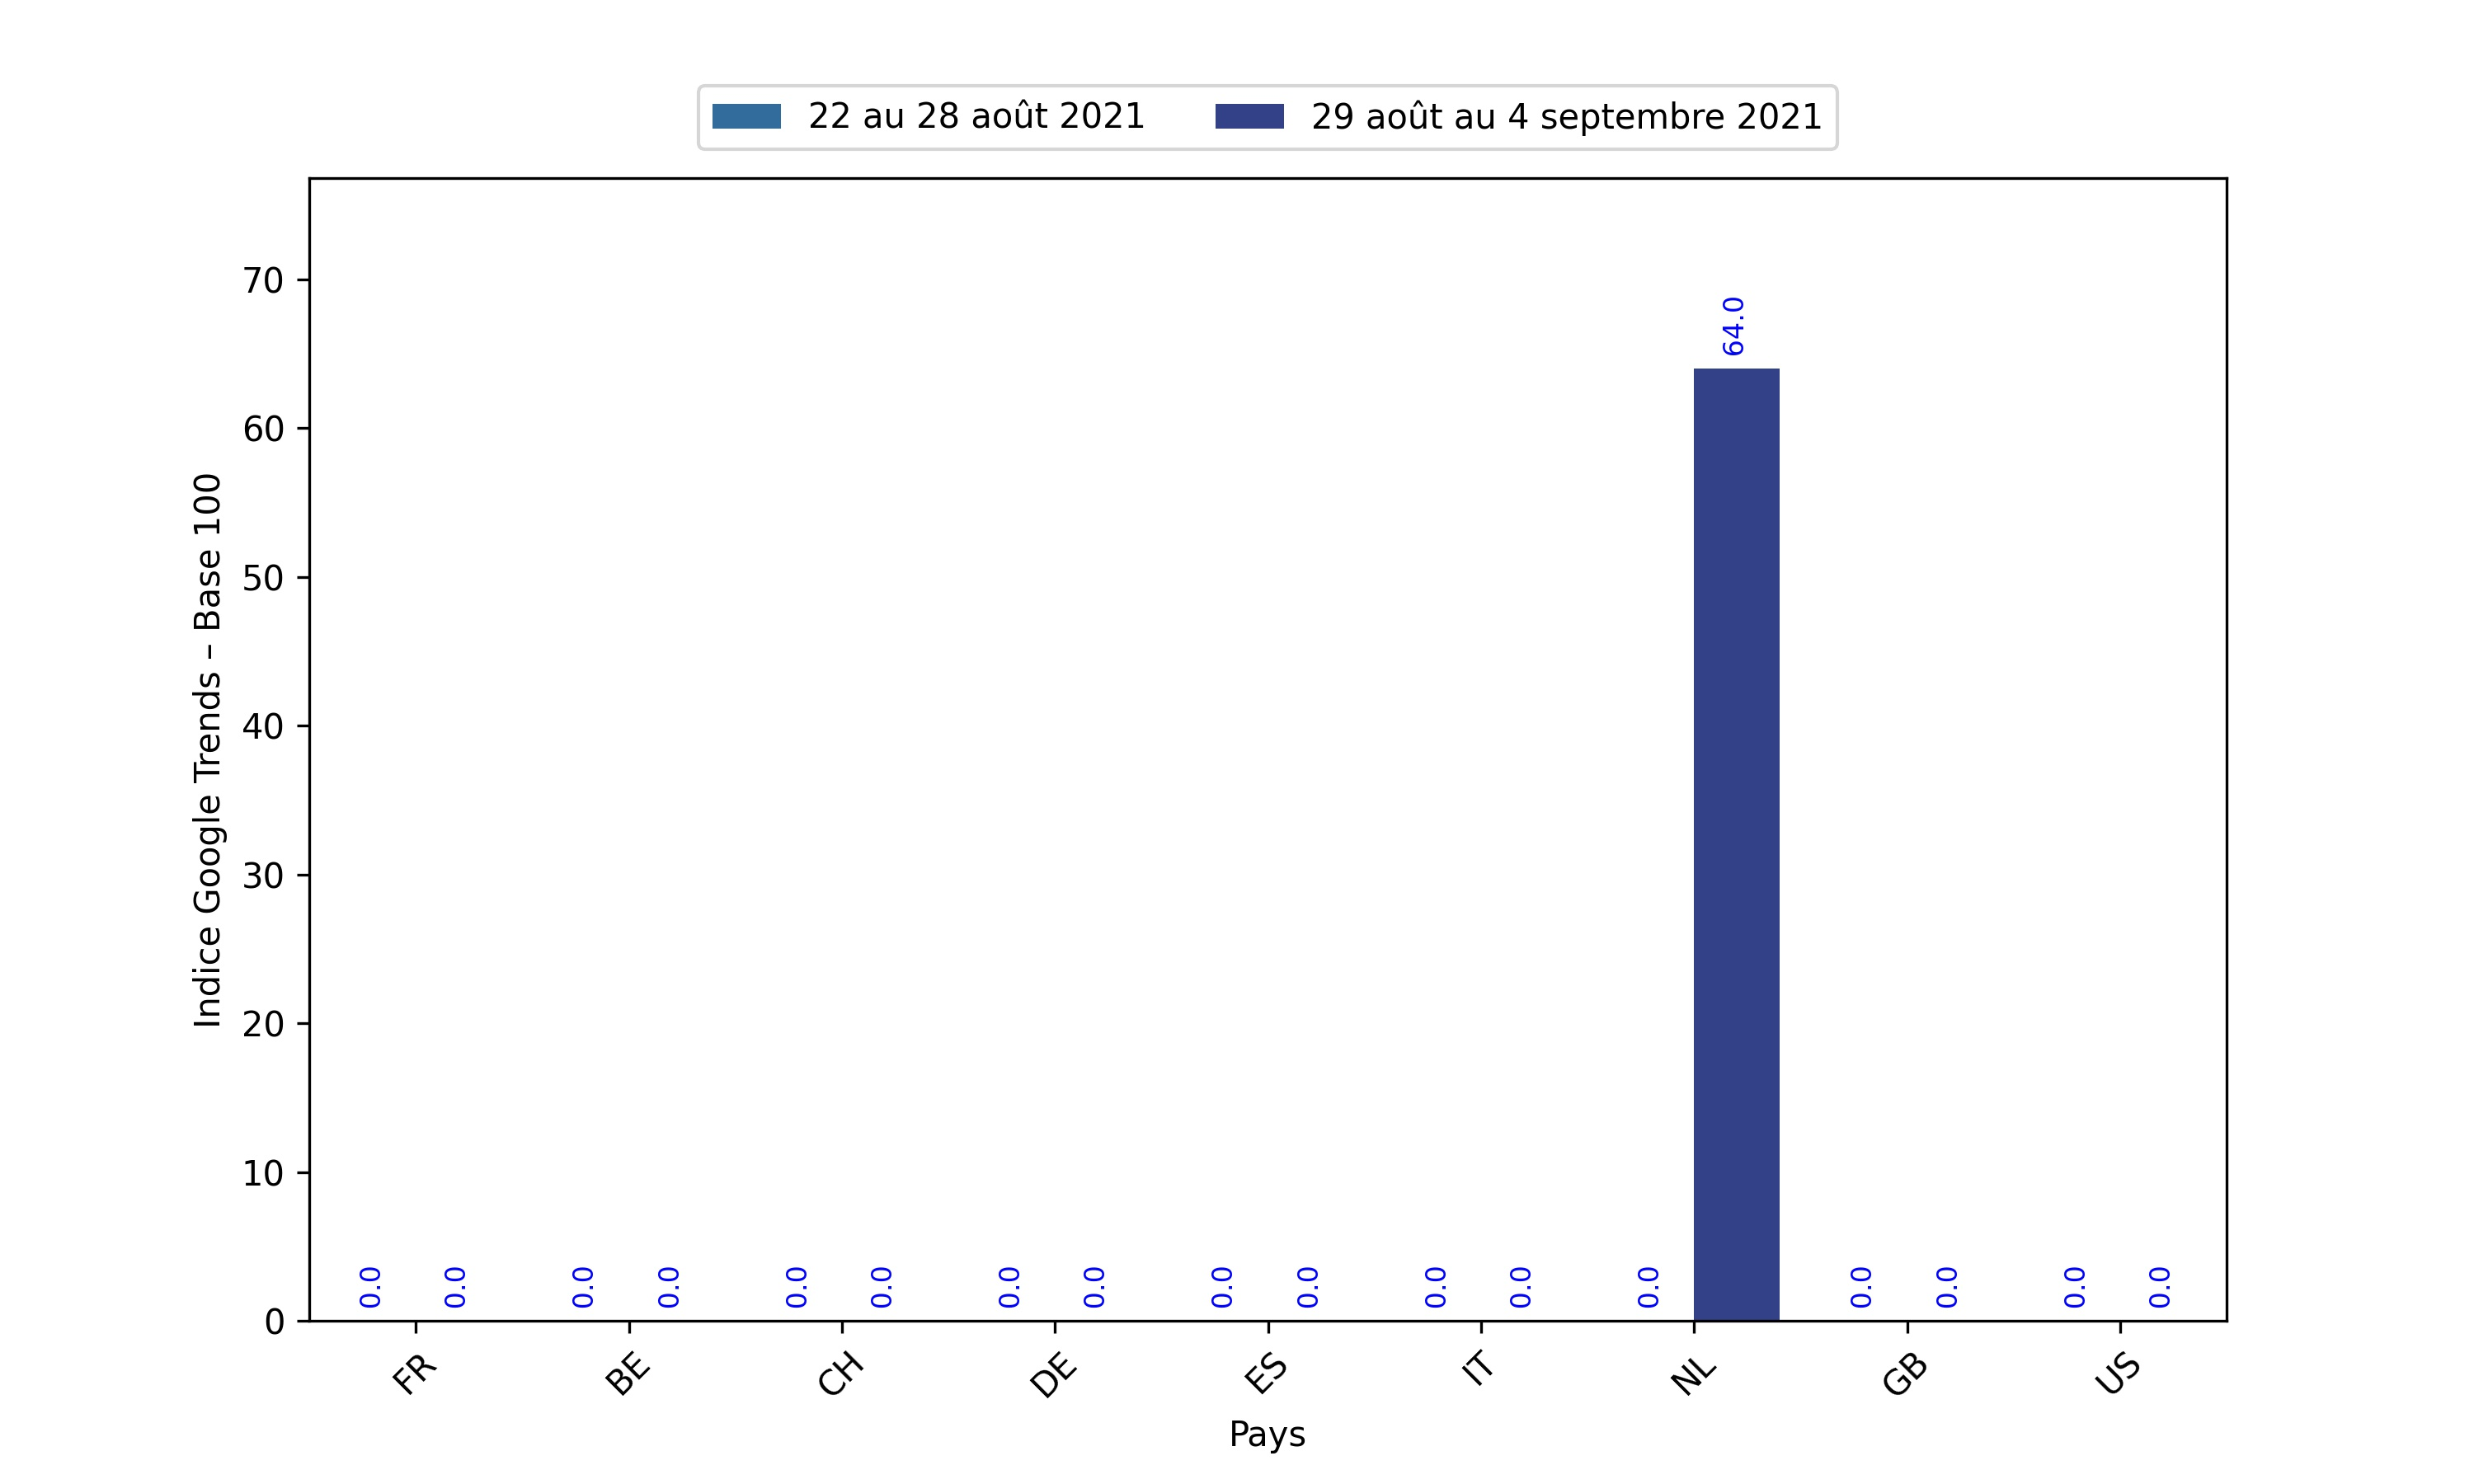 22 au 28 août 2021
29 août au 4 septembre 2021
Indice Google Trends – Base 100
70
60
50
40
30
20
10
0
64.0
0.0 0.0 0.0 0.0 0.0 0.0 0.0 0.0 0.0 0.0 0.0 0.0 0.0 0.0 0.0 0.0 0.0
FR BE CH DE ES IT NL GB US
Pays